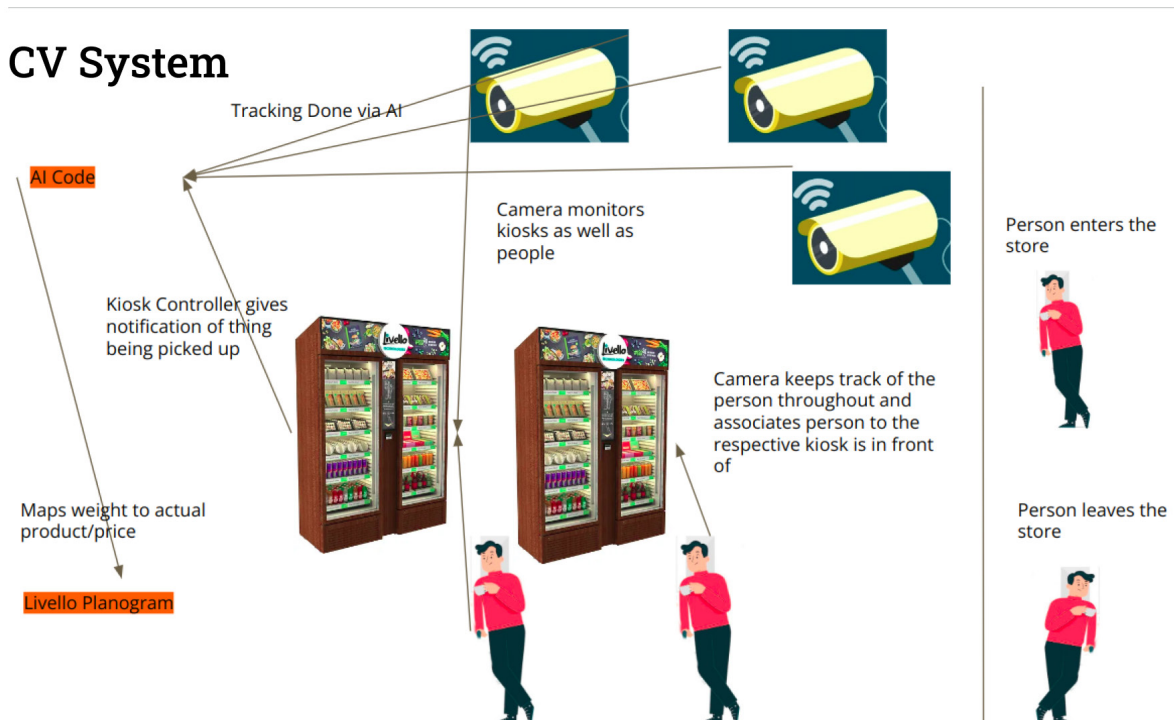 CV System
Tracking Done via AI
AI Code
Camera monitors
kiosks as well as
people
Person enters the
store
Kiosk Controller gives
notification of thing
being picked up
Livello
Livello
Camera keeps track of the
person throughout and
associates person to the
respective kiosk is in front
of
Maps weight to actual
product/price
Person leaves the
store
Livello Planogram